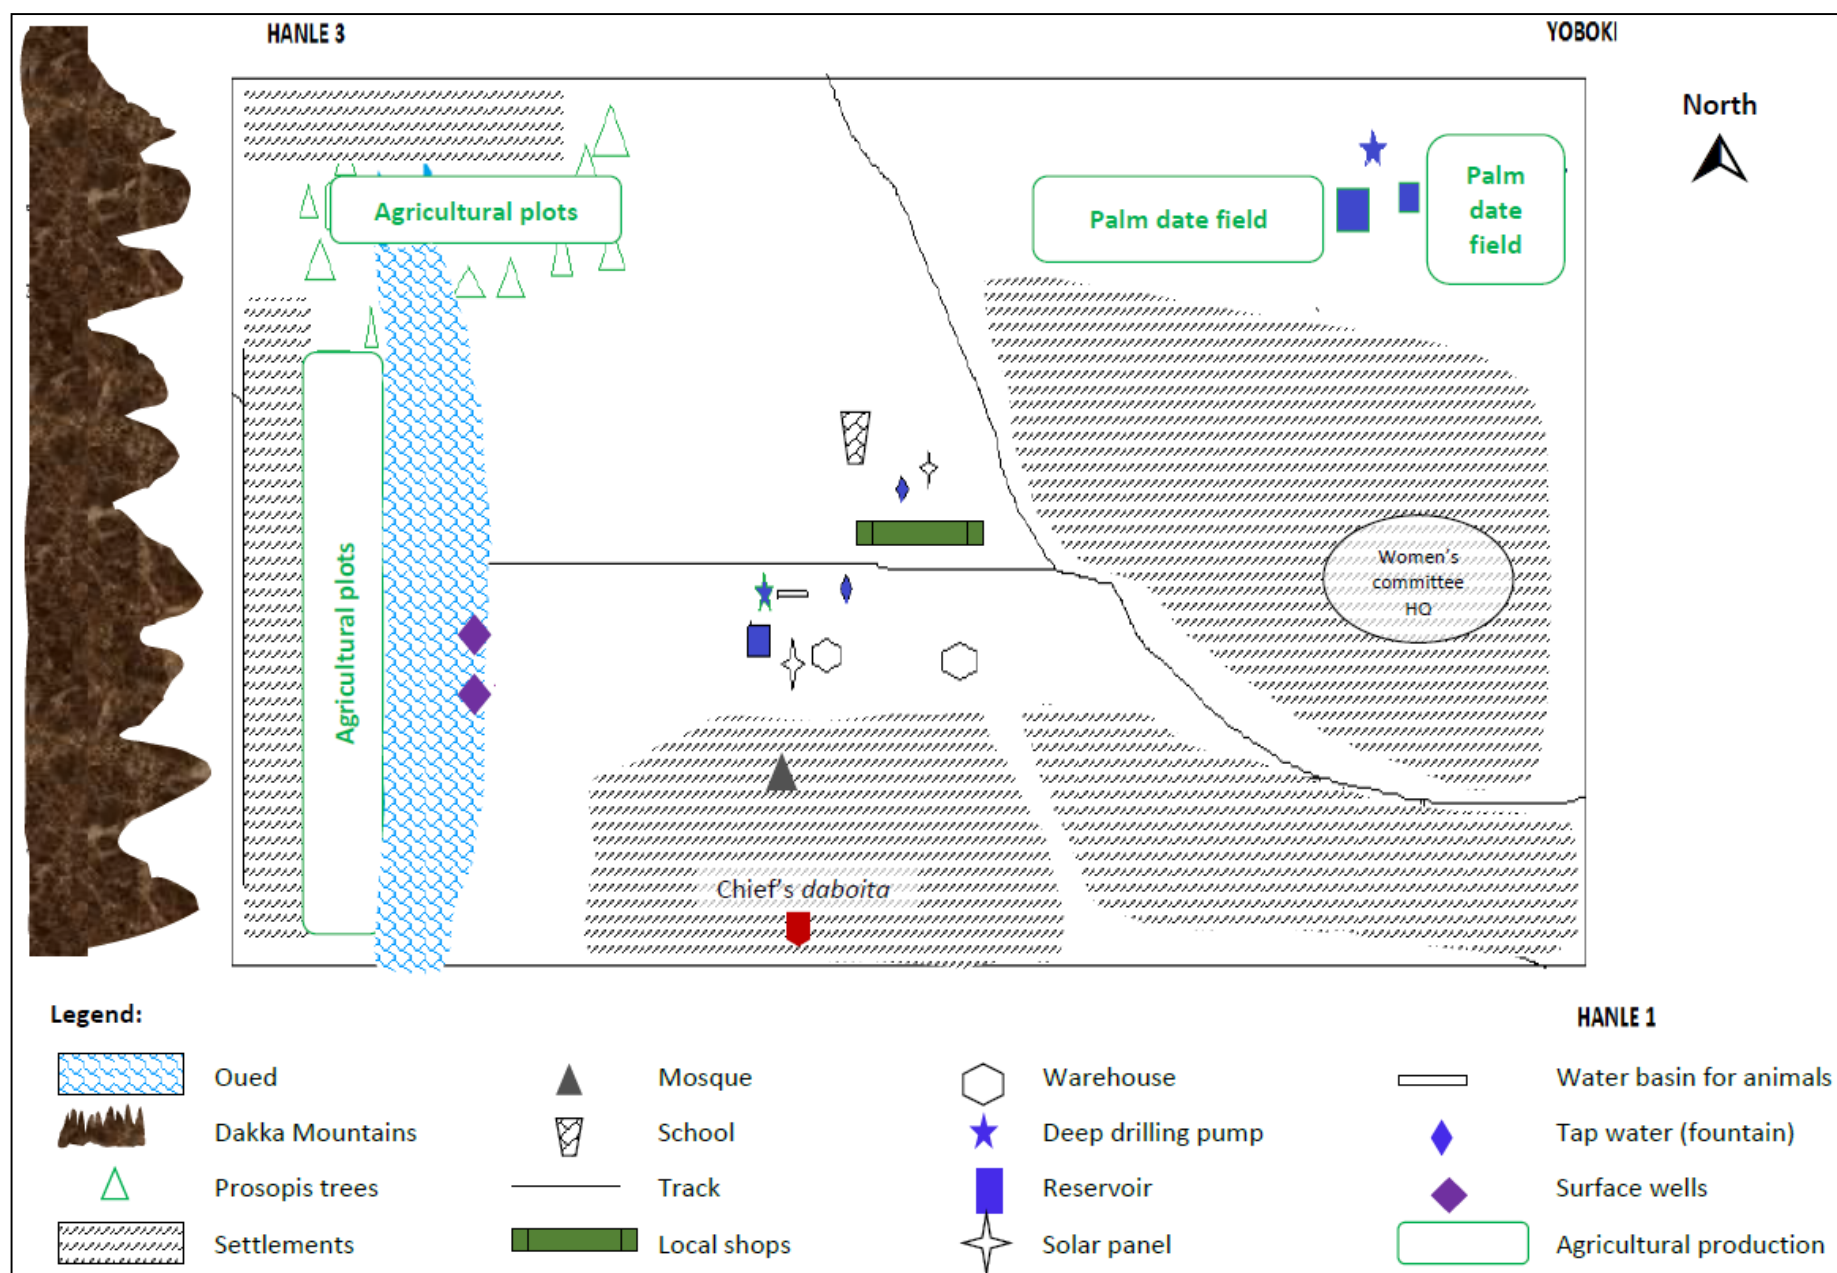 HANLE 3
YOBOKI
North
Agricultural plots
Palm date field
Palm
date
field
Agricultural plots
Women's
committee
HQ
Chief's daboita
Legend:
HANLE 1
Oued
Mosque
Warehouse
Water basin for animals
Dakka Mountains
School
Deep drilling pump
Tap water (fountain)
Prosopis trees
Track
Reservoir
Surface wells
Settlements
Local shops
Solar panel
Agricultural production